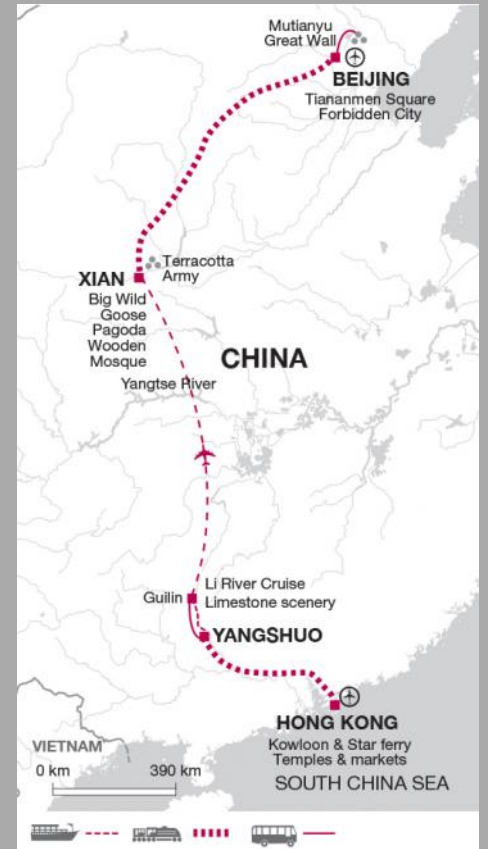 Mutianyu
Great Wall
BEIJING
Tiananmen Square
Forbidden City
Terracotta
Army
XIAN
Big Wild
Goose
Pagoda
Wooden
Mosque
CHINA
Yangtse River
Guilin
Li River Cruise
Limestone scenery
YANGSHUO
HONG KONG
Kowloon & Star ferry
Temples & markets
VIETNAM
0 km 390 km
SOUTH CHINA SEA